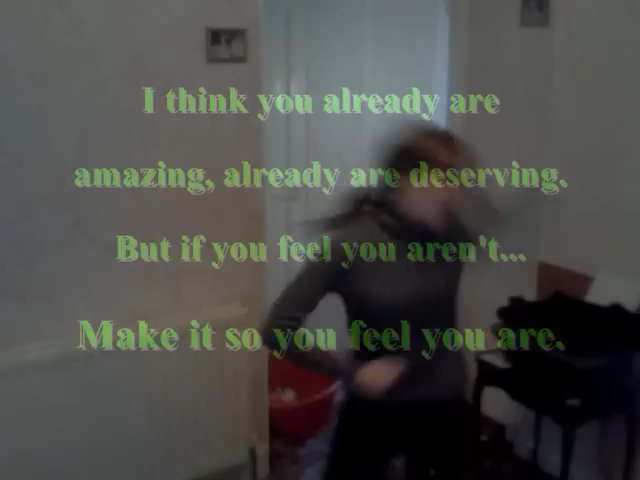 I think you already are
amazing, already are deserving.
But if you feel you aren't...
Make it so you feel you are.